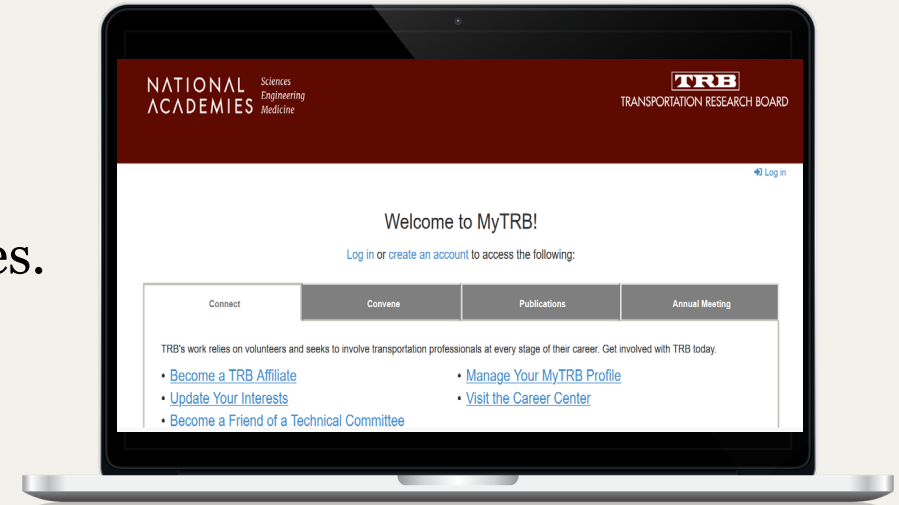 NATIONAL
ACADEMIES
Sciences
Engineering
Medicine
TRB
TRANSPORTATION RESEARCH BOARD
Log in
Welcome to MyTRB!
Log in or create an account to access the following:
es.
Connect Convene Publications Annual Meeting
TRB's work relies on volunteers and seeks to involve transportation professionals at every stage of their career. Get involved with TRB today.
• Become a TRB Affiliate
• Update Your Interests
• Become a Friend of a Technical Committee
• Manage Your MyTRB Profile
• Visit the Career Center